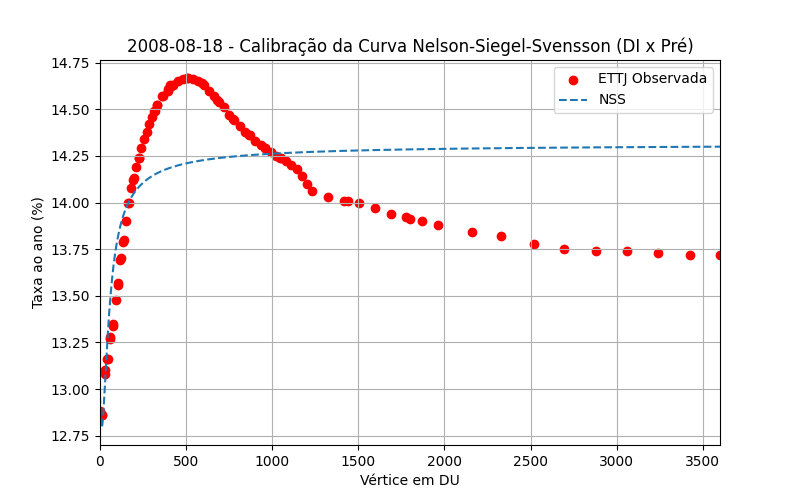 2008-08-18 - Calibração da Curva Nelson-Siegel-Svensson (DI x Pré)
ETTJ Observada
NSS
Taxa ao ano (%)
14.75
14.50
14.25
14.00
13.75
13.50
13.25
13.00
12.75
0 500 1000 1500 2000 2500 3000 3500
Vértice em DU